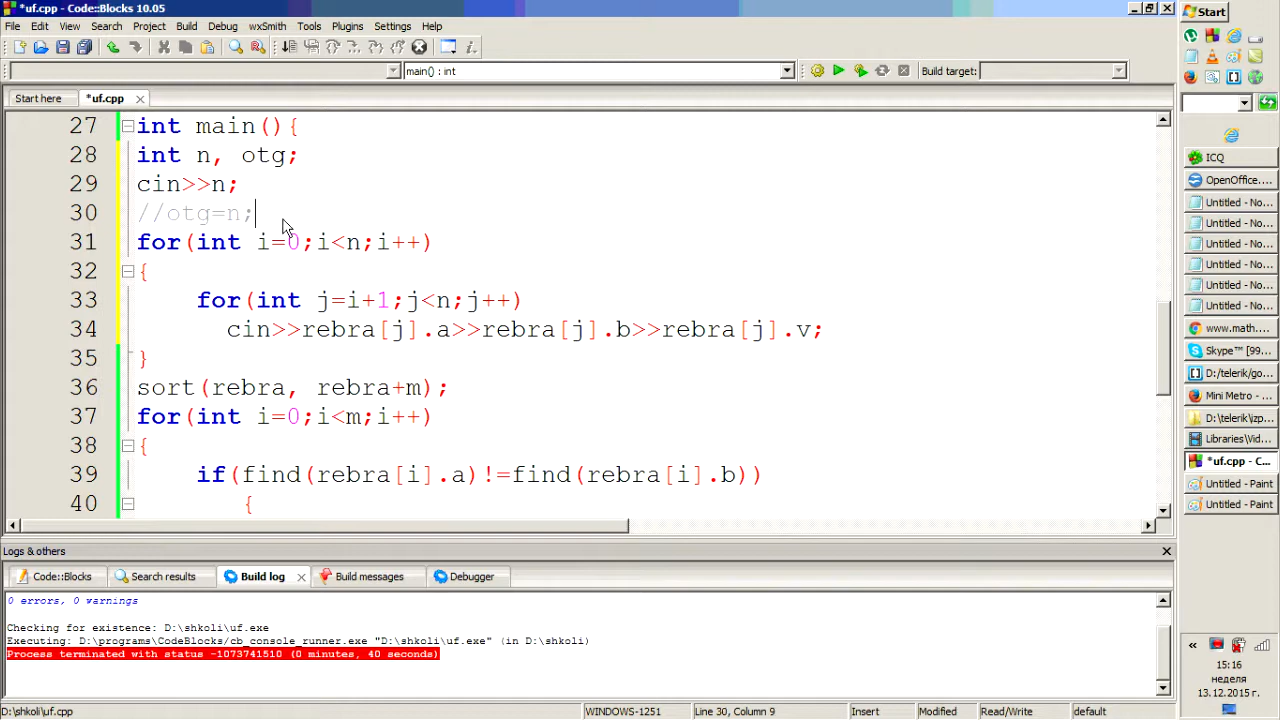 *uf.cpp - Code::Blocks 10.05
File Edit View Search Project Build Debug wxSmith Tools Plugins Settings Help
main() : int
Build target:
Start here
*uf.cpp
27 int main(){
28 int n, otg;
29 cin>>n;
30 //otg=n;
31 for(int i=0;i<n;i++)
32 {
33 for(int j=i+1;j<n;j++)
34 cin>>rebra[j].a>>rebra[j].b>>rebra[j].v;
35 }
36 sort(rebra, rebra+m);
37 for(int i=0;i<m;i++)
38 {
39 if(find(rebra[i].a)!=find(rebra[i].b))
40 {
Logs & others
Code::Blocks
Search results
Build log
Build messages
Debugger
0 errors, 0 warnings
Checking for existence: D:\shkoli\uf.exe
Executing: D:\programs\CodeBlocks/cb_console_runner.exe "D:\shkoli\uf.exe" (in D:\shkoli)
Process terminated with status -1073741510 (0 minutes, 40 seconds)
D:\shkoli\uf.cpp
WINDOWS-1251
Line 30, Column 9
Insert
Modified
Read/Write
default
Start
ICQ
OpenOffice.
Untitled - No...
Untitled - No...
Untitled - No...
Untitled - No...
Untitled - No...
Untitled - No...
www.math.
Skype™ [99..
D:/telerik/go..
Mini Metro - ..
D:\telerik\izp..
Libraries\Vid...
*uf.cpp - C...
Untitled - Paint
Untitled - Paint
15:16
неделя
13.12.2015 г.